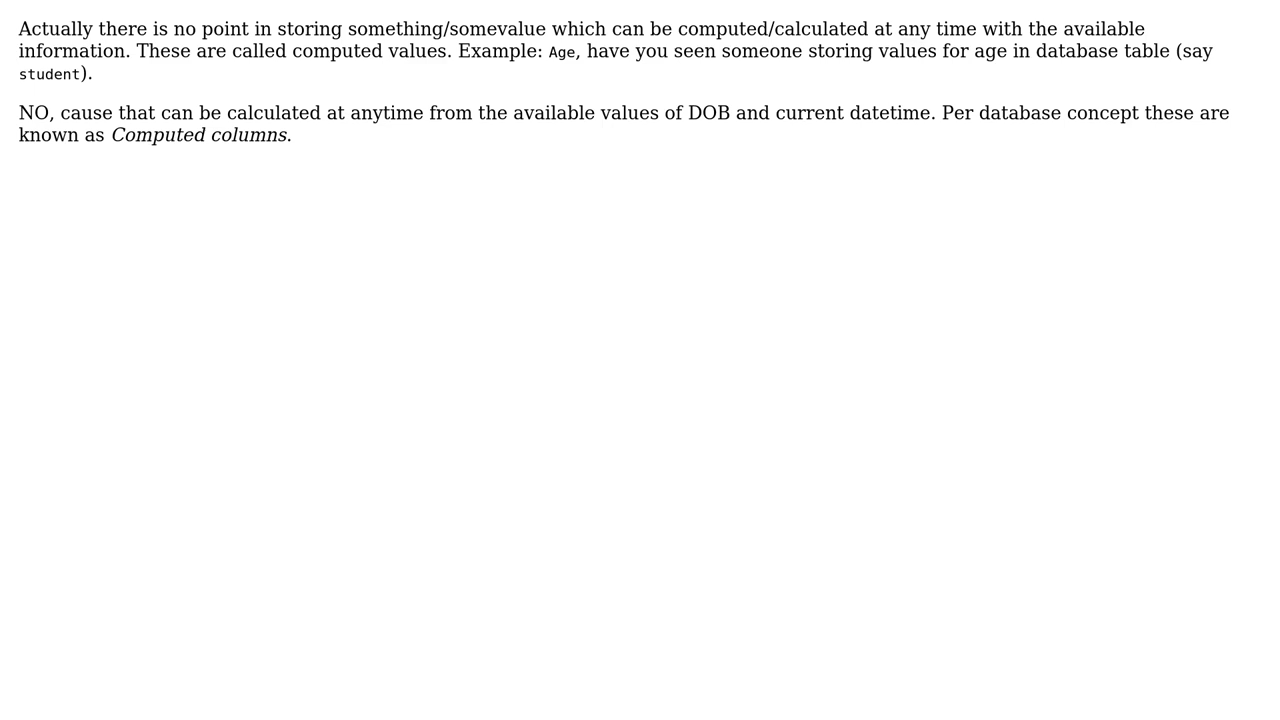 Actually there is no point in storing something/somevalue which can be computed/calculated at any time with the available
information. These are called computed values. Example: Age, have you seen someone storing values for age in database table (say
student).
NO, cause that can be calculated at anytime from the available values of DOB and current datetime. Per database concept these are
known as Computed columns.